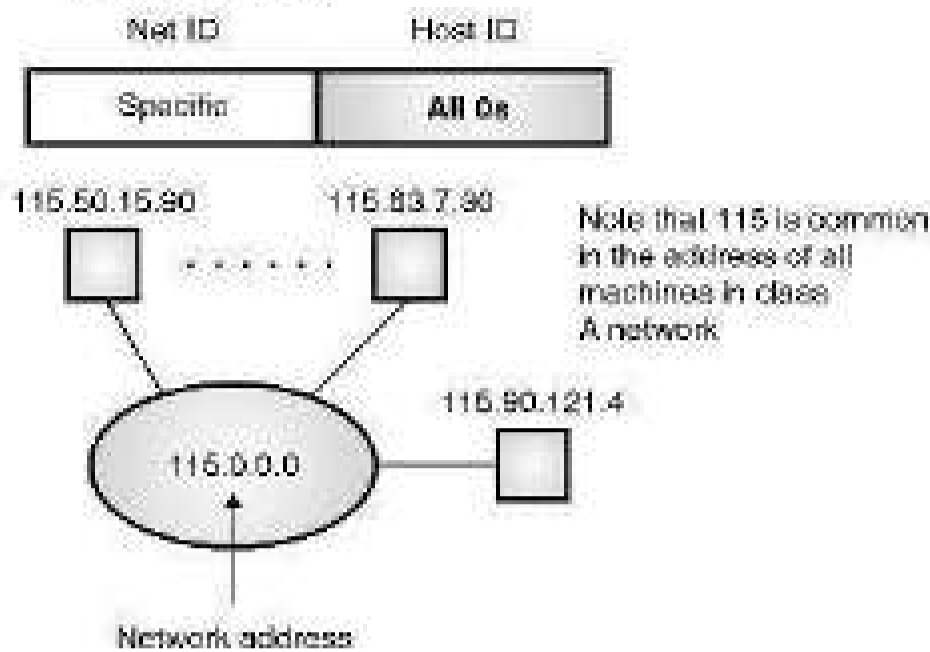 Net ID
Host ID
Specific
All 0s
115.50.15.90
115.83.7.30
Note that 115 is common
in the address of all
machines in class
A network
115.90.121.4
115.0.0.0
Network address